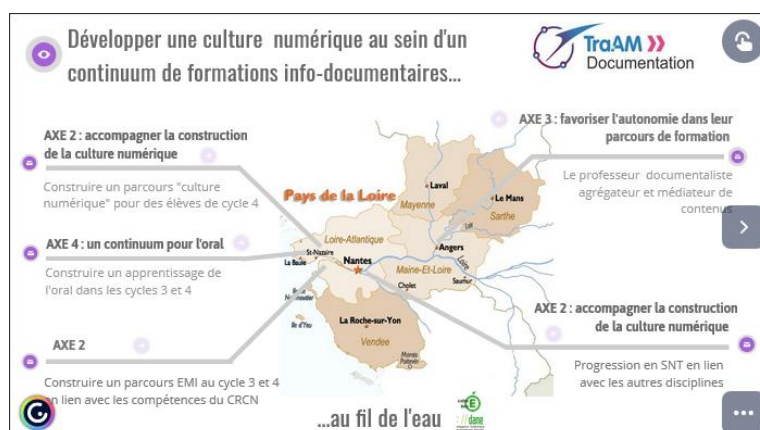 Développer une culture numérique au sein d'un
continuum de formations info-documentaires...
TraAM
Documentation
AXE 2 : accompagner la construction
de la culture numérique
Construire un parcours "culture
numérique" pour des élèves de cycle 4
AXE 4 : un continuum pour l'oral
Construire un apprentissage de
l'oral dans les cycles 3 et 4
AXE 2
Construire un parcours EMI au cycle 3 et 4
en lien avec les compétences du CRCN
AXE 3 : favoriser l'autonomie dans leur
parcours de formation
Le professeur documentaliste
agrégateur et médiateur de
contenus
AXE 2 : accompagner la construction
de la culture numérique
Progression en SNT en lien
avec les autres disciplines
Pays de la Loire
Laval
Mayenne
Le Mans
Sarthe
Loire-Atlantique
St-Nazaire
La Baule
Nantes
Angers
Loire
Maine-Et-Loire
Saumur
Cholet
Ile d'Yeu
La Roche-sur-Yon
Vendee
Marais
Poitevin
...au fil de l'eau
dane